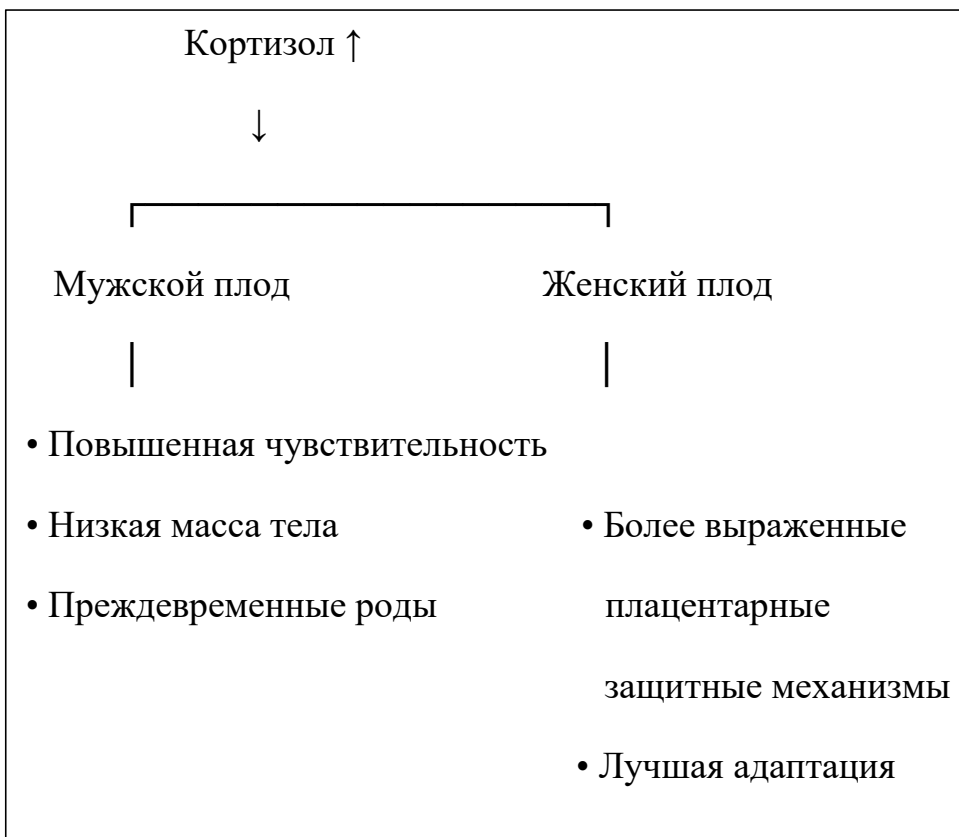 Кортизол ↑
↓
Мужской плод Женский плод
• Повышенная чувствительность
• Низкая масса тела
• Преждевременные роды
• Более выраженные
плацентарные
защитные механизмы
• Лучшая адаптация